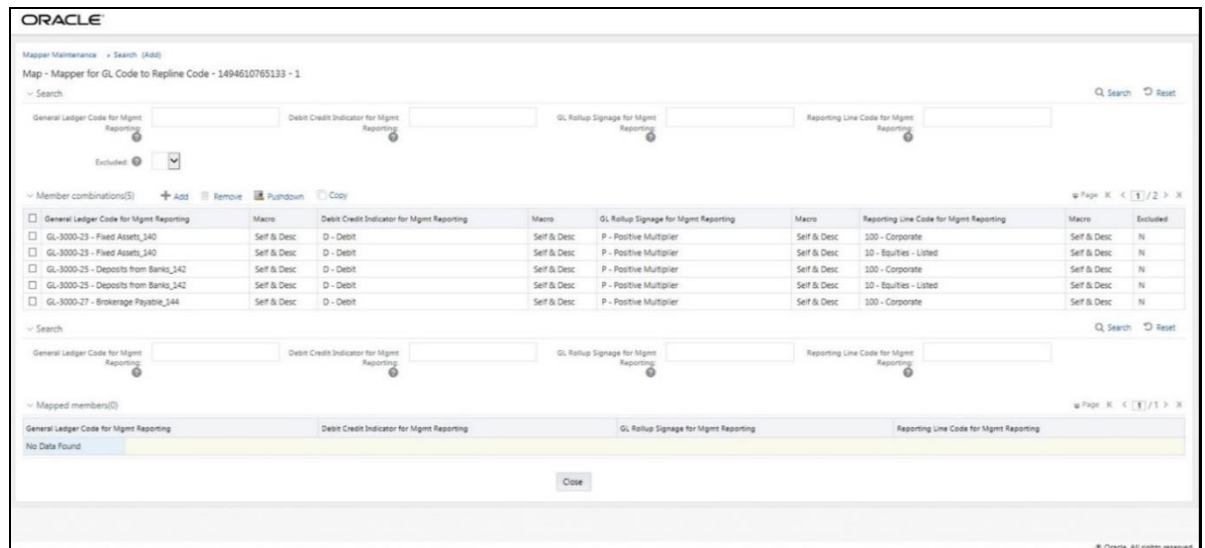 ORACLE
Mapper Maintenance » Search (Add)
Map - Mapper for GL Code to Repline Code - 1494610765133 - 1
Search
Search Reset
General Ledger Code for Mgmt Reporting:
Debit Credit Indicator for Mgmt Reporting:
GL Rollup Signage for Mgmt Reporting:
Reporting Line Code for Mgmt Reporting:
Excluded:
Member combinations(5) Add Remove Pushdown Copy
Page 1 / 2
General Ledger Code for Mgmt Reporting Macro Debit Credit Indicator for Mgmt Reporting Macro GL Rollup Signage for Mgmt Reporting Macro Reporting Line Code for Mgmt Reporting Macro Excluded
GL-3000-23 - Fixed Assets_140 Self & Desc D - Debit Self & Desc P - Positive Multiplier Self & Desc 100 - Corporate Self & Desc N
GL-3000-23 - Fixed Assets_140 Self & Desc D - Debit Self & Desc P - Positive Multiplier Self & Desc 10 - Equities - Listed Self & Desc N
GL-3000-25 - Deposits from Banks_142 Self & Desc D - Debit Self & Desc P - Positive Multiplier Self & Desc 100 - Corporate Self & Desc N
GL-3000-25 - Deposits from Banks_142 Self & Desc D - Debit Self & Desc P - Positive Multiplier Self & Desc 10 - Equities - Listed Self & Desc N
GL-3000-27 - Brokerage Payable_144 Self & Desc D - Debit Self & Desc P - Positive Multiplier Self & Desc 100 - Corporate Self & Desc N
Search
Search Reset
General Ledger Code for Mgmt Reporting:
Debit Credit Indicator for Mgmt Reporting:
GL Rollup Signage for Mgmt Reporting:
Reporting Line Code for Mgmt Reporting:
Mapped members(0)
Page 1 / 1
General Ledger Code for Mgmt Reporting Debit Credit Indicator for Mgmt Reporting GL Rollup Signage for Mgmt Reporting Reporting Line Code for Mgmt Reporting
No Data Found
Close
© Oracle. All rights reserved